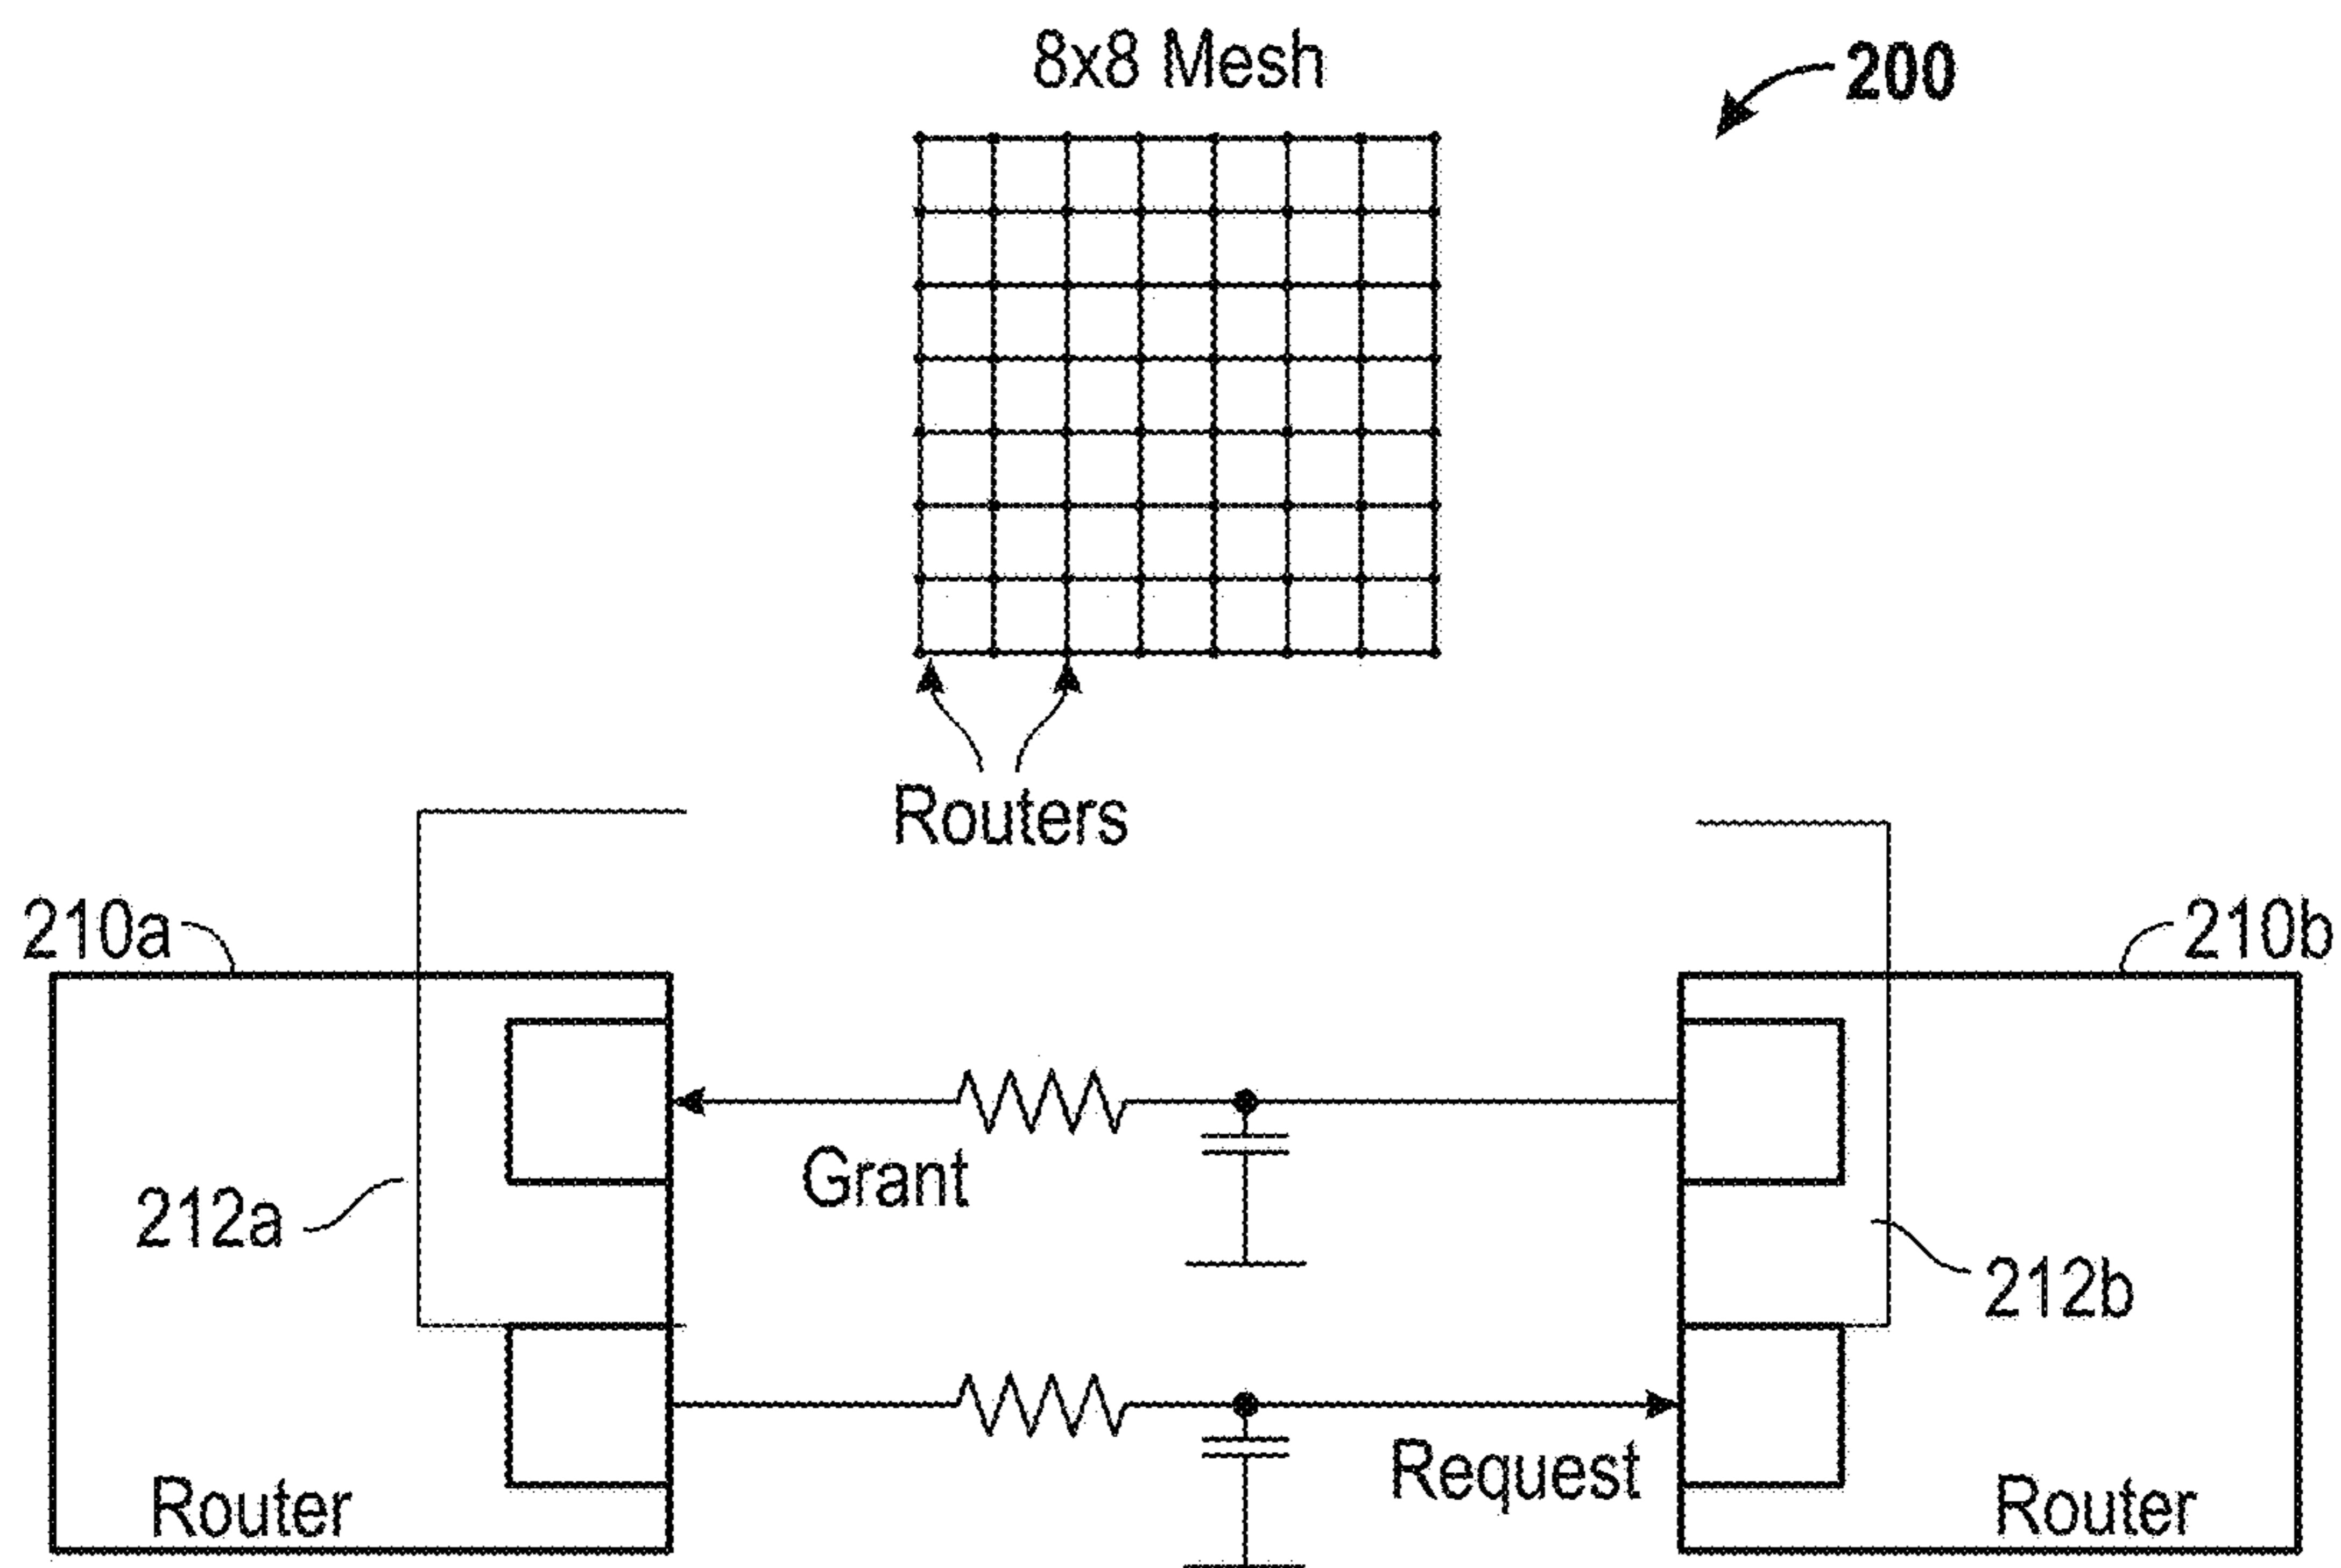 8x8 Mesh
200
Routers
210a
210b
Grant
212a
212b
Request
Router
Router